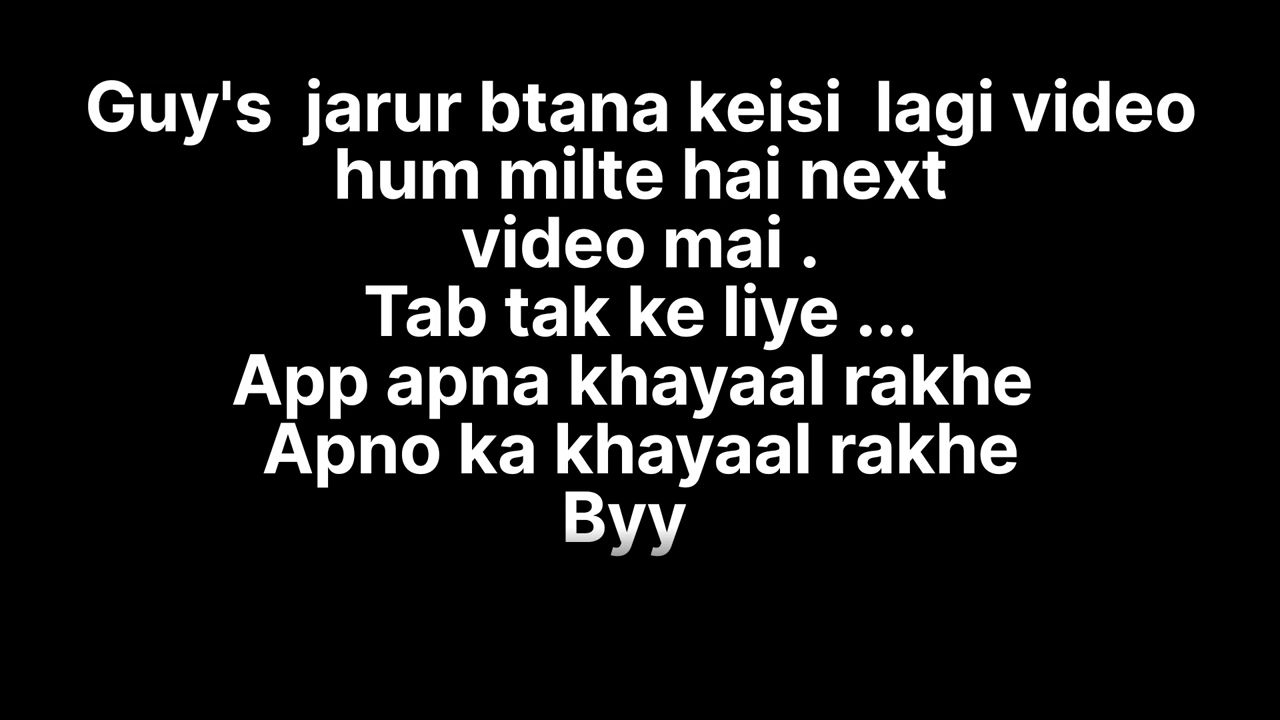 Guy's  jarur btana keisi  lagi video
hum milte hai next
video mai .
Tab tak ke liye ...
App apna khayaal rakhe
Apno ka khayaal rakhe
Byy